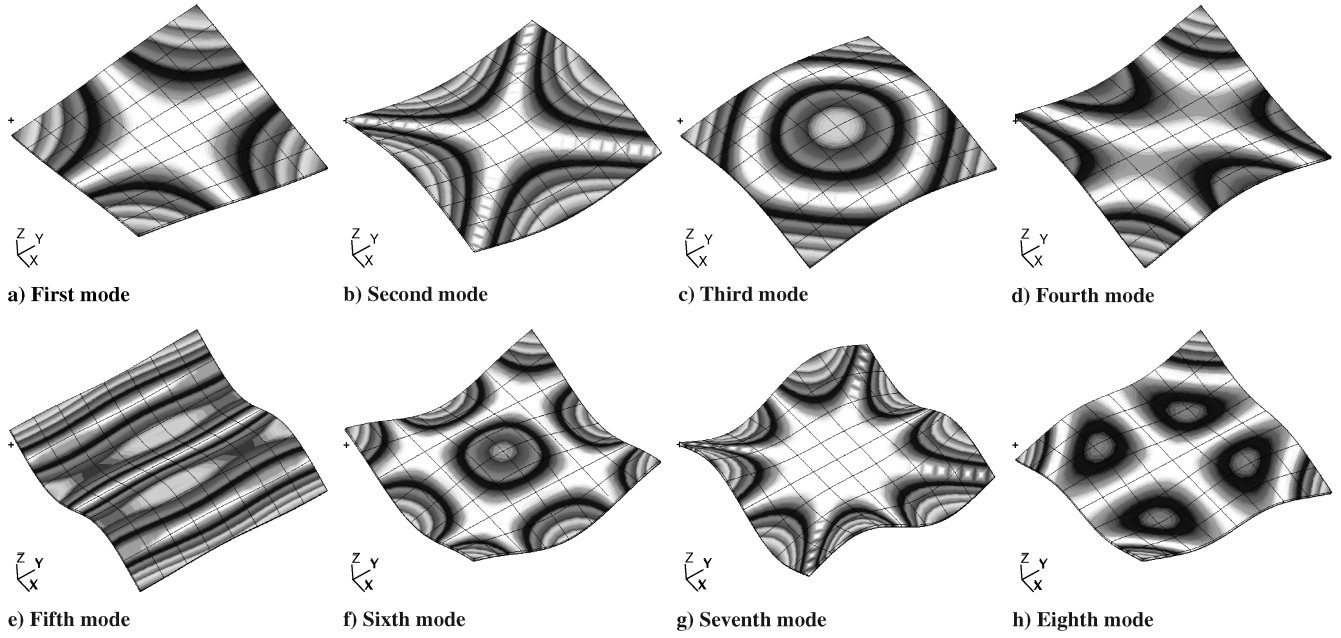 Z Y X
Z Y X
Z Y X
Z Y X
a) First mode
b) Second mode
c) Third mode
d) Fourth mode
Z Y X
Z Y X
Z Y X
Z Y X
e) Fifth mode
f) Sixth mode
g) Seventh mode
h) Eighth mode